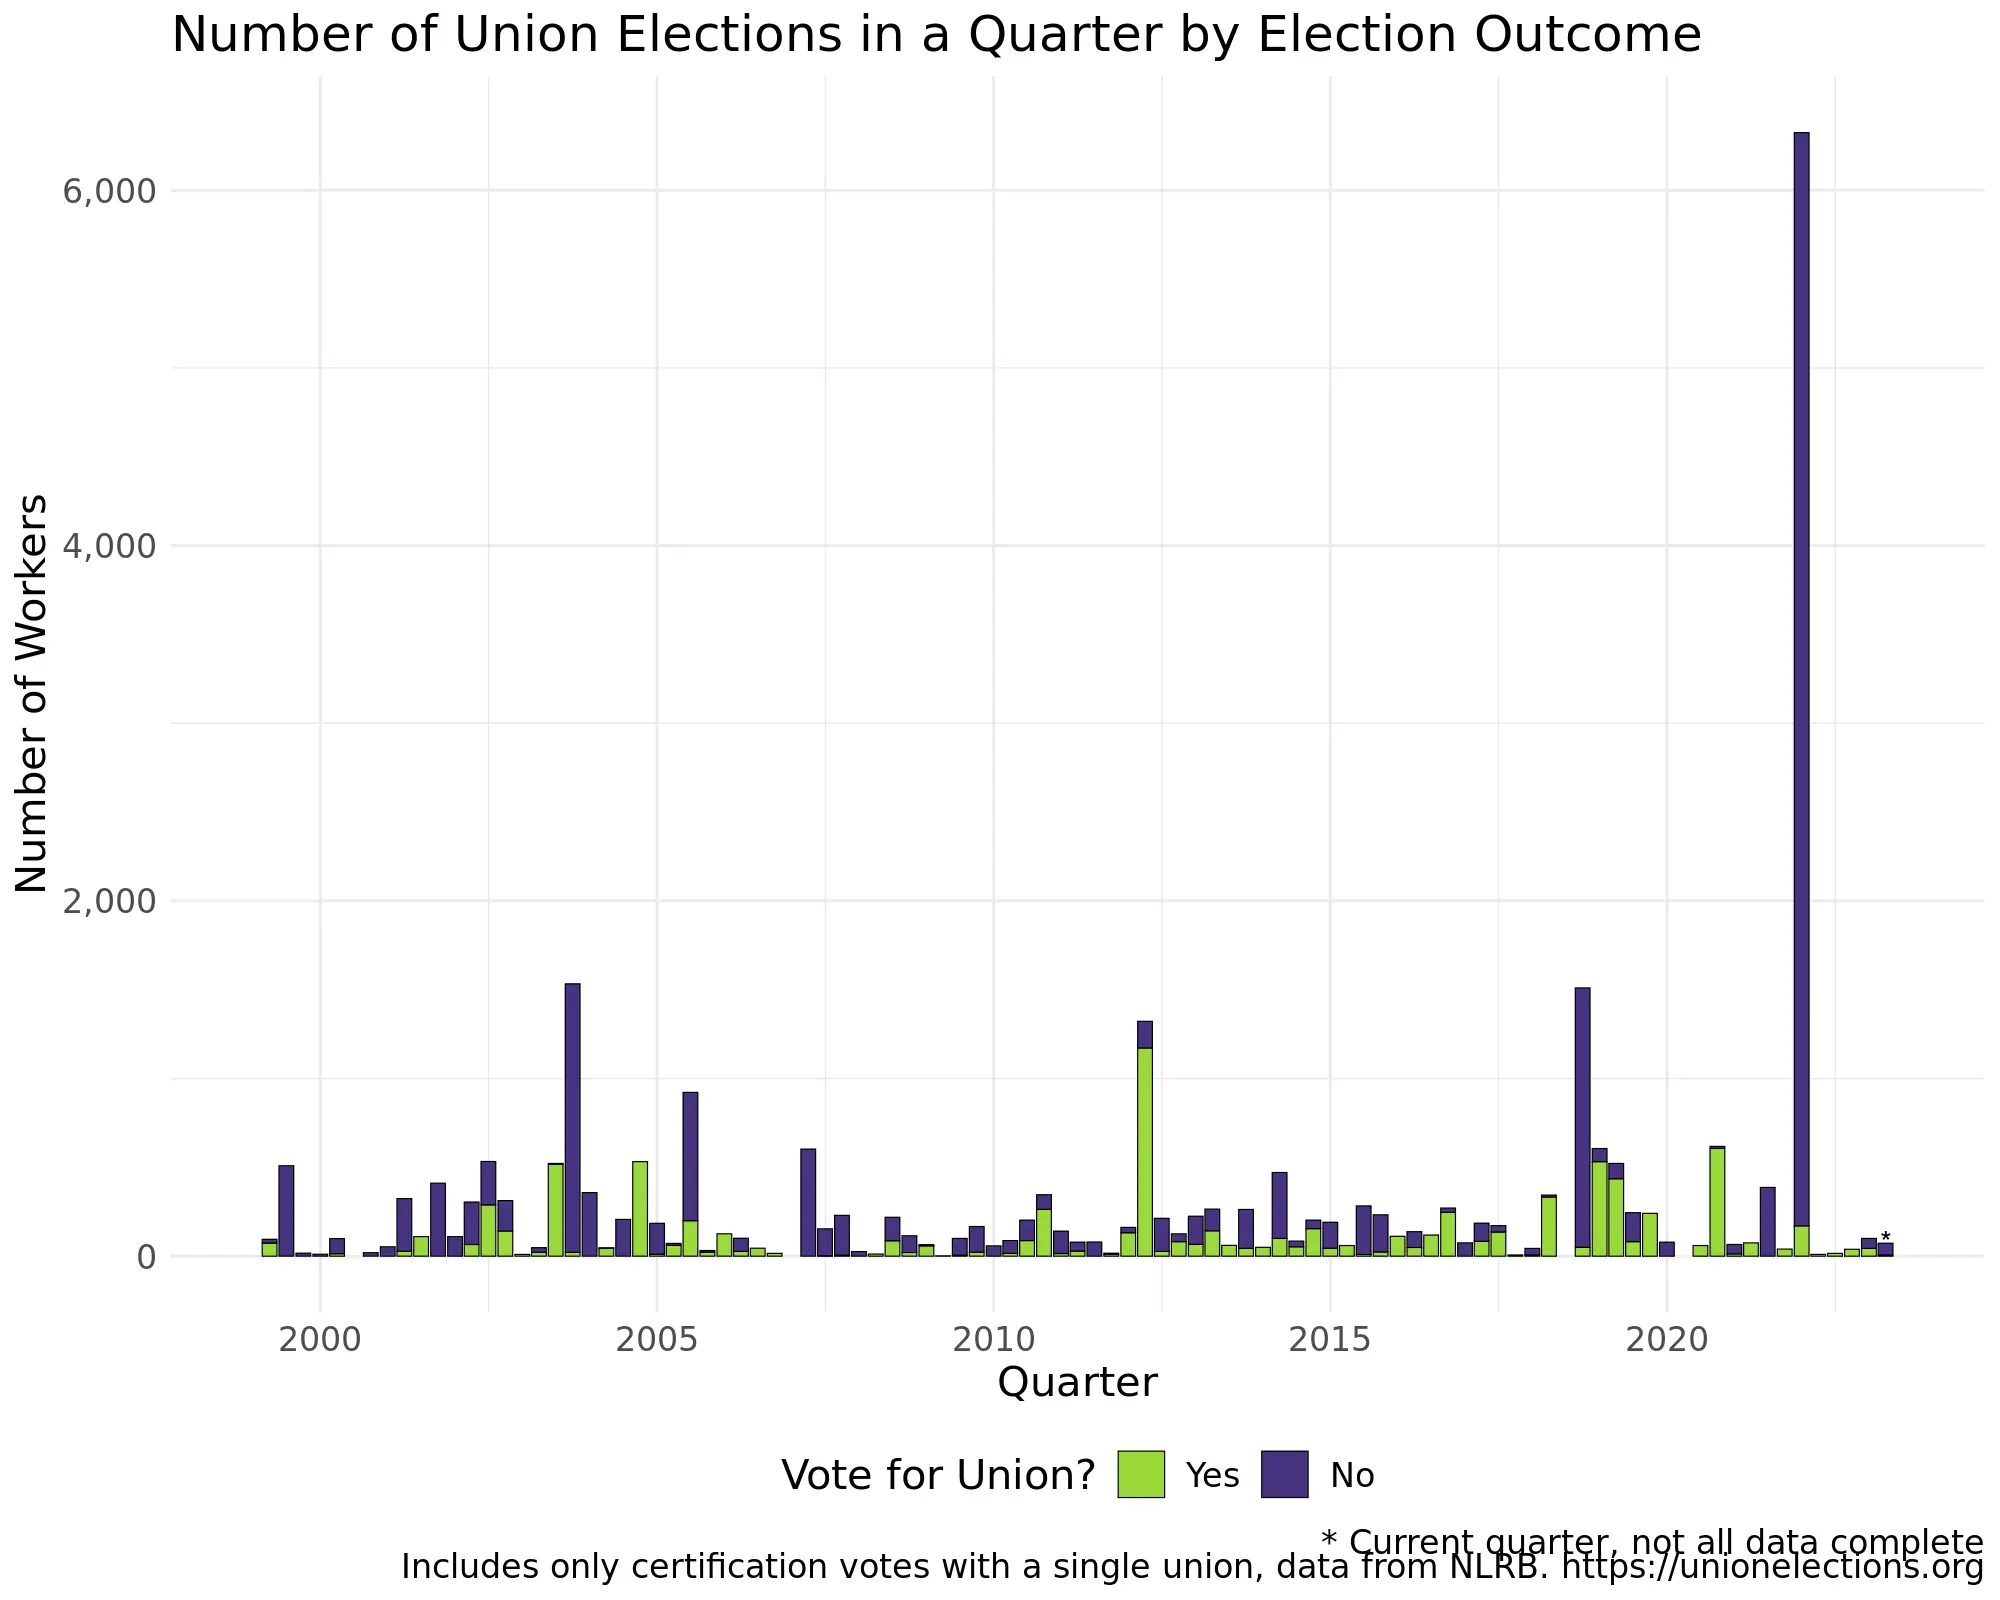 Number of Union Elections in a Quarter by Election Outcome
Number of Workers
6,000
4,000
2,000
0
*
2000 2005 2010 2015 2020
Quarter
Vote for Union? Yes No
* Current quarter, not all data complete
Includes only certification votes with a single union, data from NLRB. https://unionelections.org